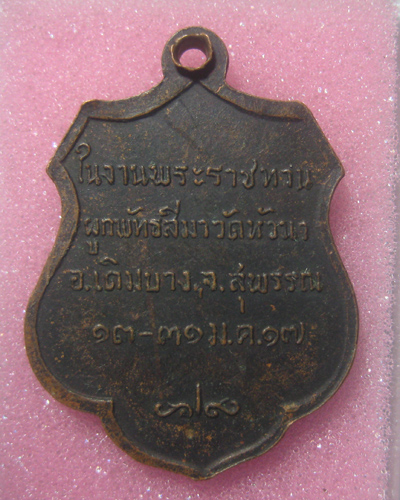 ในงานพระราชทาน
ผูกพัทธสีมาวัดหัวนา
อ.เดิมบาง,จ.สุพรรณ
๑๓-๓๑ ม.ค.๑๗